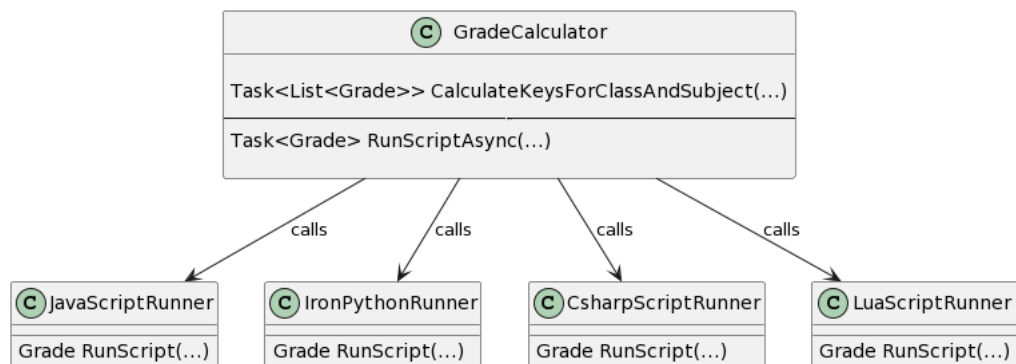 C GradeCalculator
Task<List<Grade>> CalculateKeysForClassAndSubject(...)
Task<Grade> RunScriptAsync(...)
calls calls calls calls
C JavaScriptRunner C IronPythonRunner C CsharpScriptRunner C LuaScriptRunner
Grade RunScript(...) Grade RunScript(...) Grade RunScript(...) Grade RunScript(...)